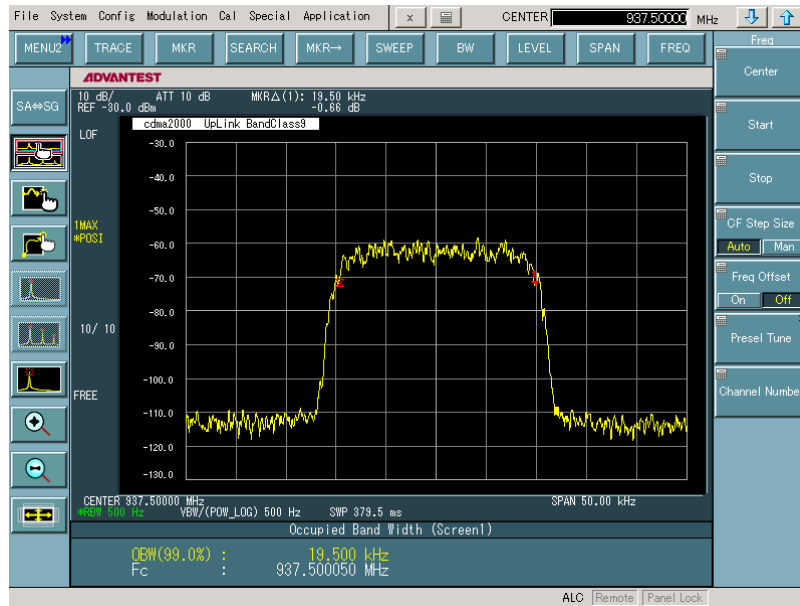 File System Config Modulation Cal Special Application x CENTER 937.50000 MHz
MENU2 TRACE MKR SEARCH MKR→ SWEEP BW LEVEL SPAN FREQ Freq
ADVANTEST
Center
10 dB/ ATT 10 dB MKRΔ(1): 19.50 kHz
REF -30.0 dBm -0.66 dB
SA⇔SG
Start
cdma2000 UpLink BandClass9
LOF
-30.0
-40.0
Stop
-50.0
1MAX
*POSI
CF Step Size
Auto Man
-60.0
-70.0
Freq Offset
On Off
-80.0
10/ 10
-90.0
Presel Tune
-100.0
FREE
Channel Numbe
-110.0
-120.0
-130.0
CENTER 937.50000 MHz SPAN 50.00 kHz
*RBW 500 Hz VBW/(POW_LOG) 500 Hz SWP 379.5 ms
Occupied Band Width (Screen1)
OBW(99.0%) : 19.500 kHz
Fc : 937.500050 MHz
ALC Remote Panel Lock